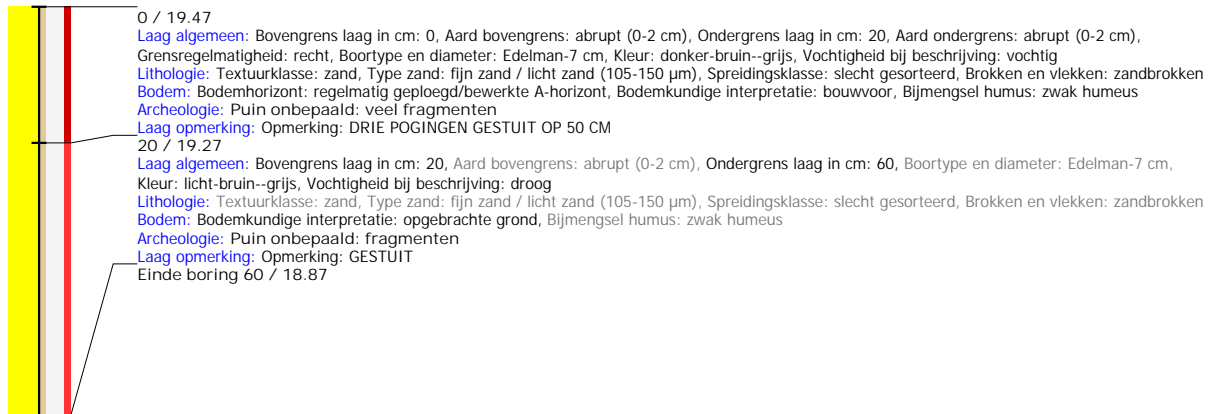 0 / 19.47
Laag algemeen: Bovengrens laag in cm: 0, Aard bovengrens: abrupt (0-2 cm), Ondergrens laag in cm: 20, Aard ondergrens: abrupt (0-2 cm),
Grensregelmatigheid: recht, Boortype en diameter: Edelman-7 cm, Kleur: donker-bruin--grijs, Vochtigheid bij beschrijving: vochtig
Lithologie: Textuurklasse: zand, Type zand: fijn zand / licht zand (105-150 µm), Spreidingsklasse: slecht gesorteerd, Brokken en vlekken: zandbrokken
Bodem: Bodemhorizont: regelmatig geploegd/bewerkte A-horizont, Bodemkundige interpretatie: bouwvoor, Bijmengsel humus: zwak humeus
Archeologie: Puin onbepaald: veel fragmenten
Laag opmerking: Opmerking: DRIE POGINGEN GESTUIT OP 50 CM
20 / 19.27
Laag algemeen: Bovengrens laag in cm: 20, Aard bovengrens: abrupt (0-2 cm), Ondergrens laag in cm: 60, Boortype en diameter: Edelman-7 cm,
Kleur: licht-bruin--grijs, Vochtigheid bij beschrijving: droog
Lithologie: Textuurklasse: zand, Type zand: fijn zand / licht zand (105-150 µm), Spreidingsklasse: slecht gesorteerd, Brokken en vlekken: zandbrokken
Bodem: Bodemkundige interpretatie: opgebrachte grond, Bijmengsel humus: zwak humeus
Archeologie: Puin onbepaald: fragmenten
Laag opmerking: Opmerking: GESTUIT
Einde boring 60 / 18.87